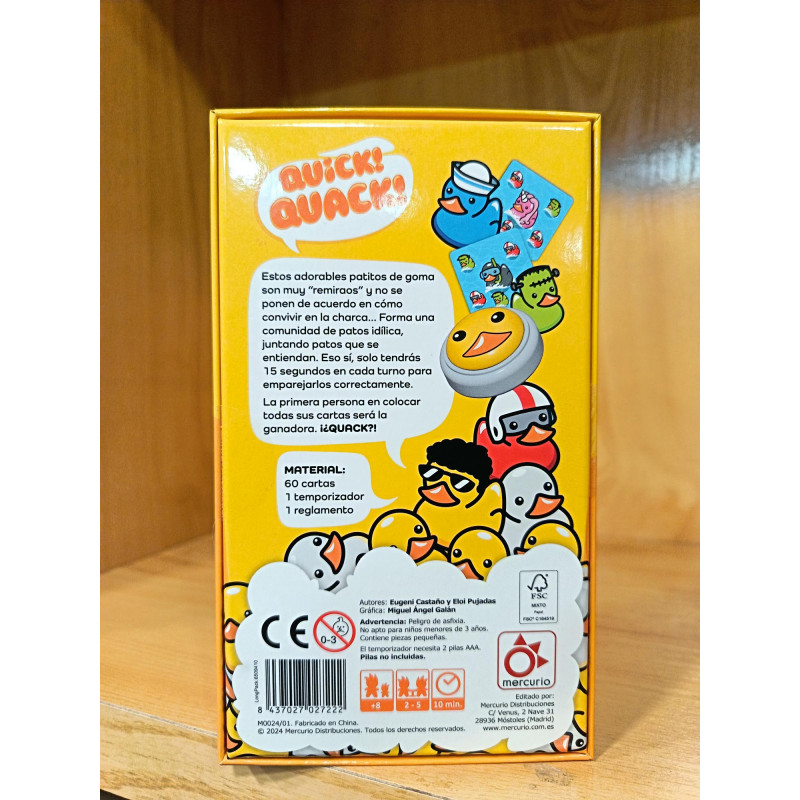 QUICK!
QUACK!
Estos adorables patitos de goma
son muy “remiraos” y no se
ponen de acuerdo en cómo
convivir en la charca... Forma una
comunidad de patos idílica,
juntando patos que se
entiendan. Eso sí, solo tendrás
15 segundos en cada turno para
emparejarlos correctamente.
La primera persona en colocar
todas sus cartas será la
ganadora. ¡¿QUACK?!
MATERIAL:
60 cartas
1 temporizador
1 reglamento
Autores: Eugeni Castaño y Eloi Pujadas
Gráfica: Miguel Ángel Galán
Advertencia: Peligro de asfixia.
No apto para niños menores de 3 años.
Contiene piezas pequeñas.
El temporizador necesita 2 pilas AAA.
Pilas no incluidas.
CE
0-3
FSC
MIXTO
Papel
mercurio
+8
2 - 5
10 min.
8 437027 027222
M0024/01. Fabricado en China.
© 2024 Mercurio Distribuciones. Todos los derechos reservados.
Editado por:
Mercurio Distribuciones
C/ Venus, 2 Nave 31
28936 Móstoles (Madrid)
www.mercurio.com.es